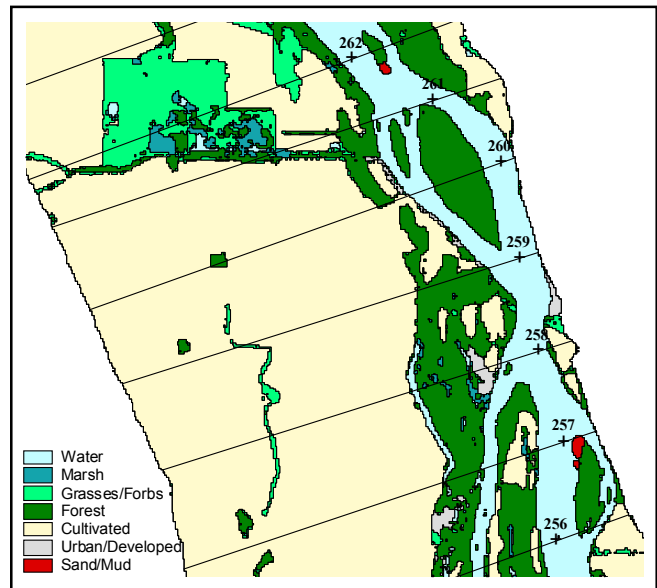 262
261
260
259
258
257
256
Water
Marsh
Grasses/Forbs
Forest
Cultivated
Urban/Developed
Sand/Mud